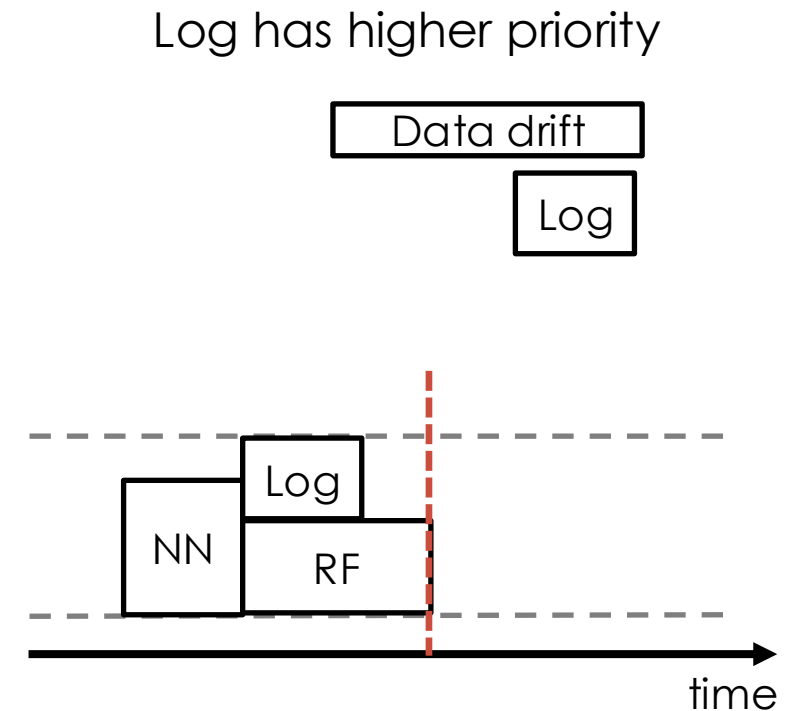 Log has higher priority
Data drift
Log
Log
NN
RF
time